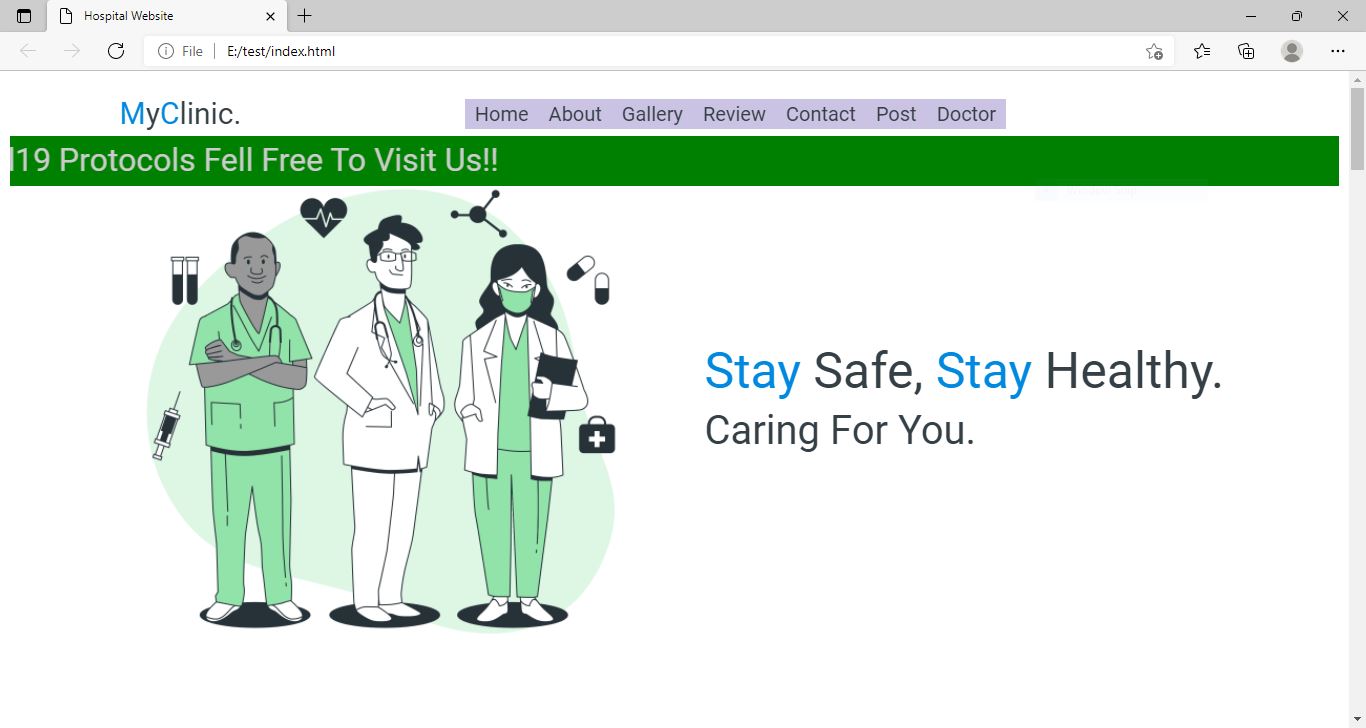 Hospital Website
File E:/test/index.html
MyClinic.
Home About Gallery Review Contact Post Doctor
19 Protocols Fell Free To Visit Us!!
Stay Safe, Stay Healthy.
Caring For You.